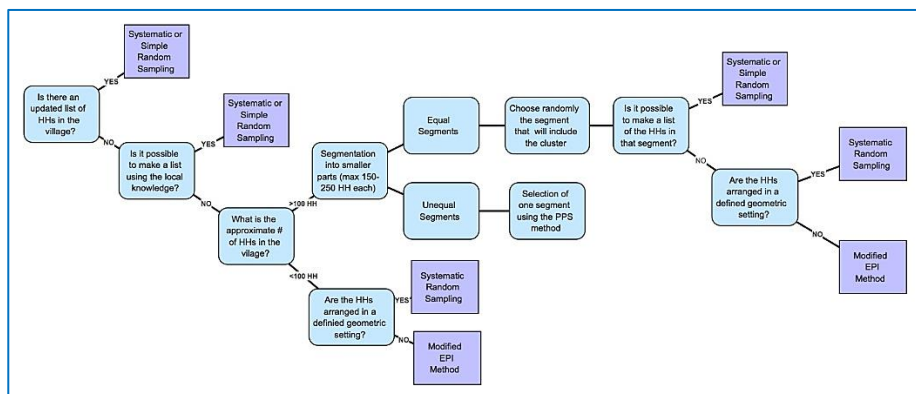 Is there an
updated list of
HHs in the
village?
YES
Systematic or
Simple
Random
Sampling
NO
Is it possible
to make a list
using the local
knowledge?
YES
Systematic or
Simple
Random
Sampling
NO
What is the
approximate #
of HHs in the
vilage?
>100 HH
Segmentation
into smaller
parts (max 150-
250 HH each)
Equal
Segments
Choose randomly
the segment
that will include
the cluster
Is it possible to
make a list
of the HHs in
that segment?
YES
Systematic or
Simple
Random
Sampling
NO
Are the HHs
arranged in a
defined geometric
setting?
YES
Systematic
Random
Sampling
NO
Modified
EPI
Method
Unequal
Segments
Selection of
one segment
using the PPS
method
<100 HH
Are the HHs
arranged in a
definied geometric
setting?
YES
Systematic
Random
Sampling
NO
Modified
EPI
Method